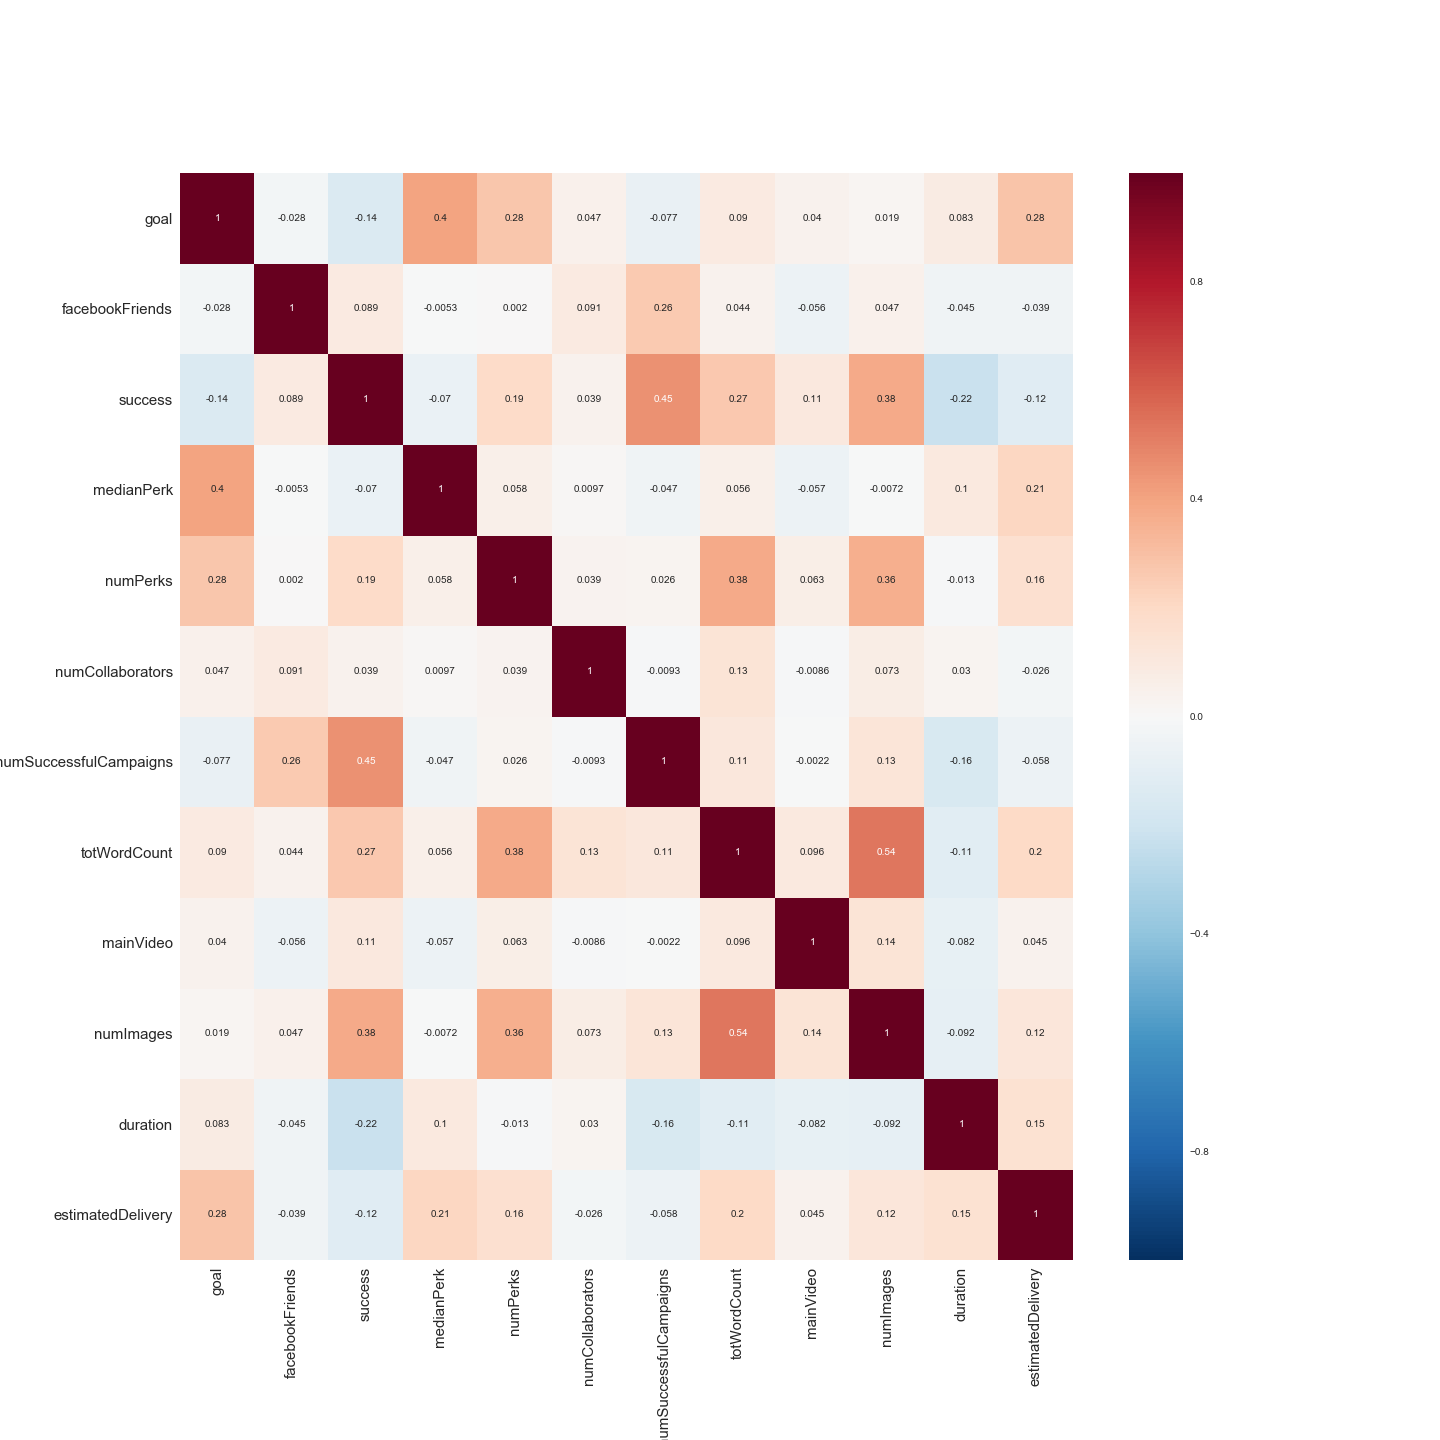 goal 1 -0.028 -0.14 0.4 0.28 0.047 -0.077 0.09 0.04 0.019 0.083 0.28
facebookFriends -0.028 1 0.089 -0.0053 0.002 0.091 0.26 0.044 -0.056 0.047 -0.045 -0.039
success -0.14 0.089 1 -0.07 0.19 0.039 0.45 0.27 0.11 0.38 -0.22 -0.12
medianPerk 0.4 -0.0053 -0.07 1 0.058 0.0097 -0.047 0.056 -0.057 -0.0072 0.1 0.21
numPerks 0.28 0.002 0.19 0.058 1 0.039 0.026 0.38 0.063 0.36 -0.013 0.16
numCollaborators 0.047 0.091 0.039 0.0097 0.039 1 -0.0093 0.13 -0.0086 0.073 0.03 -0.026
numSuccessfulCampaigns -0.077 0.26 0.45 -0.047 0.026 -0.0093 1 0.11 -0.0022 0.13 -0.16 -0.058
totWordCount 0.09 0.044 0.27 0.056 0.38 0.13 0.11 1 0.096 0.54 -0.11 0.2
mainVideo 0.04 -0.056 0.11 -0.057 0.063 -0.0086 -0.0022 0.096 1 0.14 -0.082 0.045
numImages 0.019 0.047 0.38 -0.0072 0.36 0.073 0.13 0.54 0.14 1 -0.092 0.12
duration 0.083 -0.045 -0.22 0.1 -0.013 0.03 -0.16 -0.11 -0.082 -0.092 1 0.15
estimatedDelivery 0.28 -0.039 -0.12 0.21 0.16 -0.026 -0.058 0.2 0.045 0.12 0.15 1
goal
facebookFriends
success
medianPerk
numPerks
numCollaborators
numSuccessfulCampaigns
totWordCount
mainVideo
numImages
duration
estimatedDelivery
0.8
0.4
0.0
−0.4
−0.8